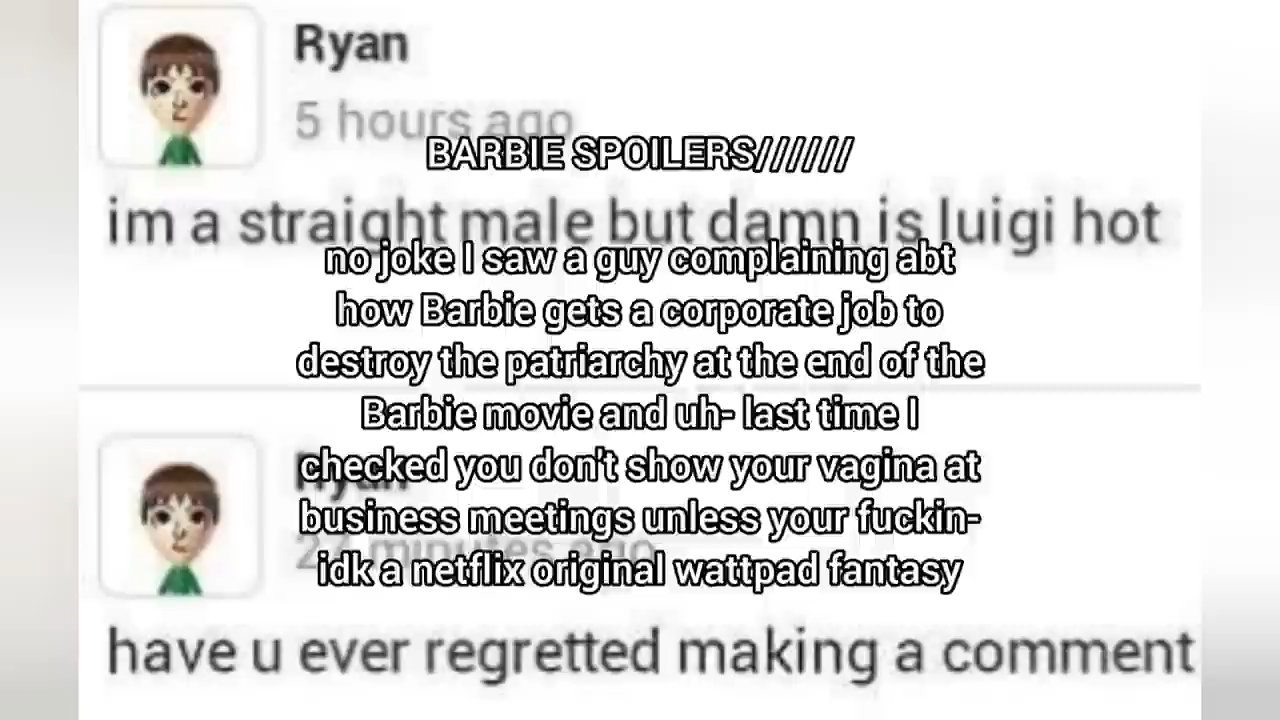 Ryan
5 hours ago
BARBIE SPOILERS//////
im a straight male but damn is luigi hot
no joke I saw a guy complaining abt
how Barbie gets a corporate job to
destroy the patriarchy at the end of the
Barbie movie and uh- last time I
Ryan
checked you don't show your vagina at
business meetings unless your fuckin-
minutes ago
idk a netflix original wattpad fantasy
have u ever regretted making a comment